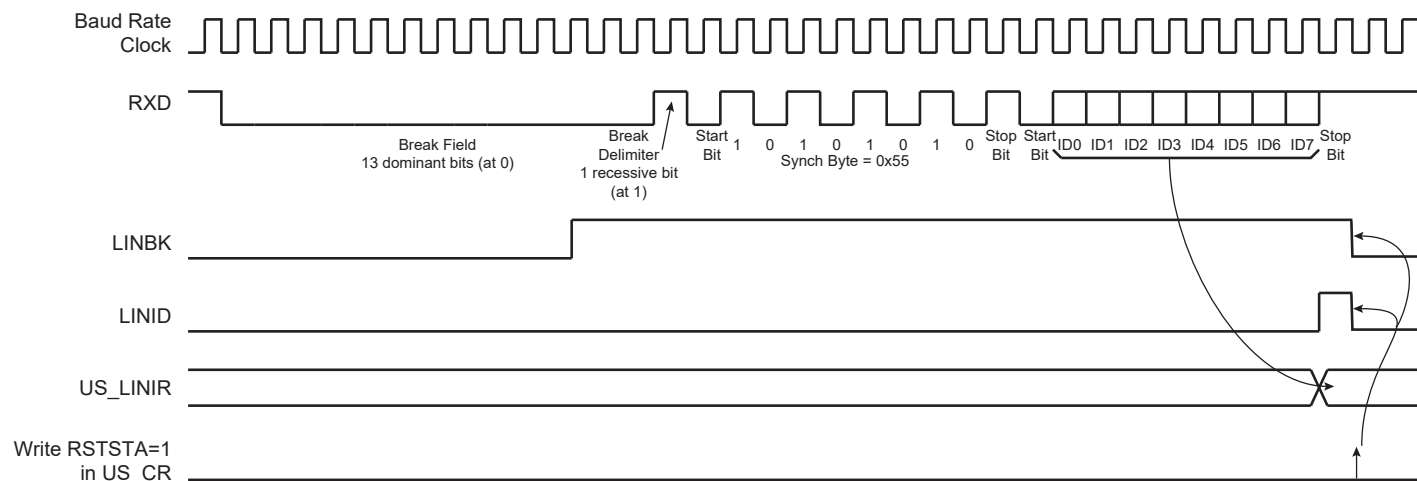 Baud Rate
Clock
RXD
Break Field
13 dominant bits (at 0)
Break
Delimiter
1 recessive bit
(at 1)
Start
Bit
1 0 1 0 1 0 1 0
Synch Byte = 0x55
Stop
Bit
Start
Bit
ID0 ID1 ID2 ID3 ID4 ID5 ID6 ID7
Stop
Bit
LINBK
LINID
US_LINIR
Write RSTSTA=1
in US_CR